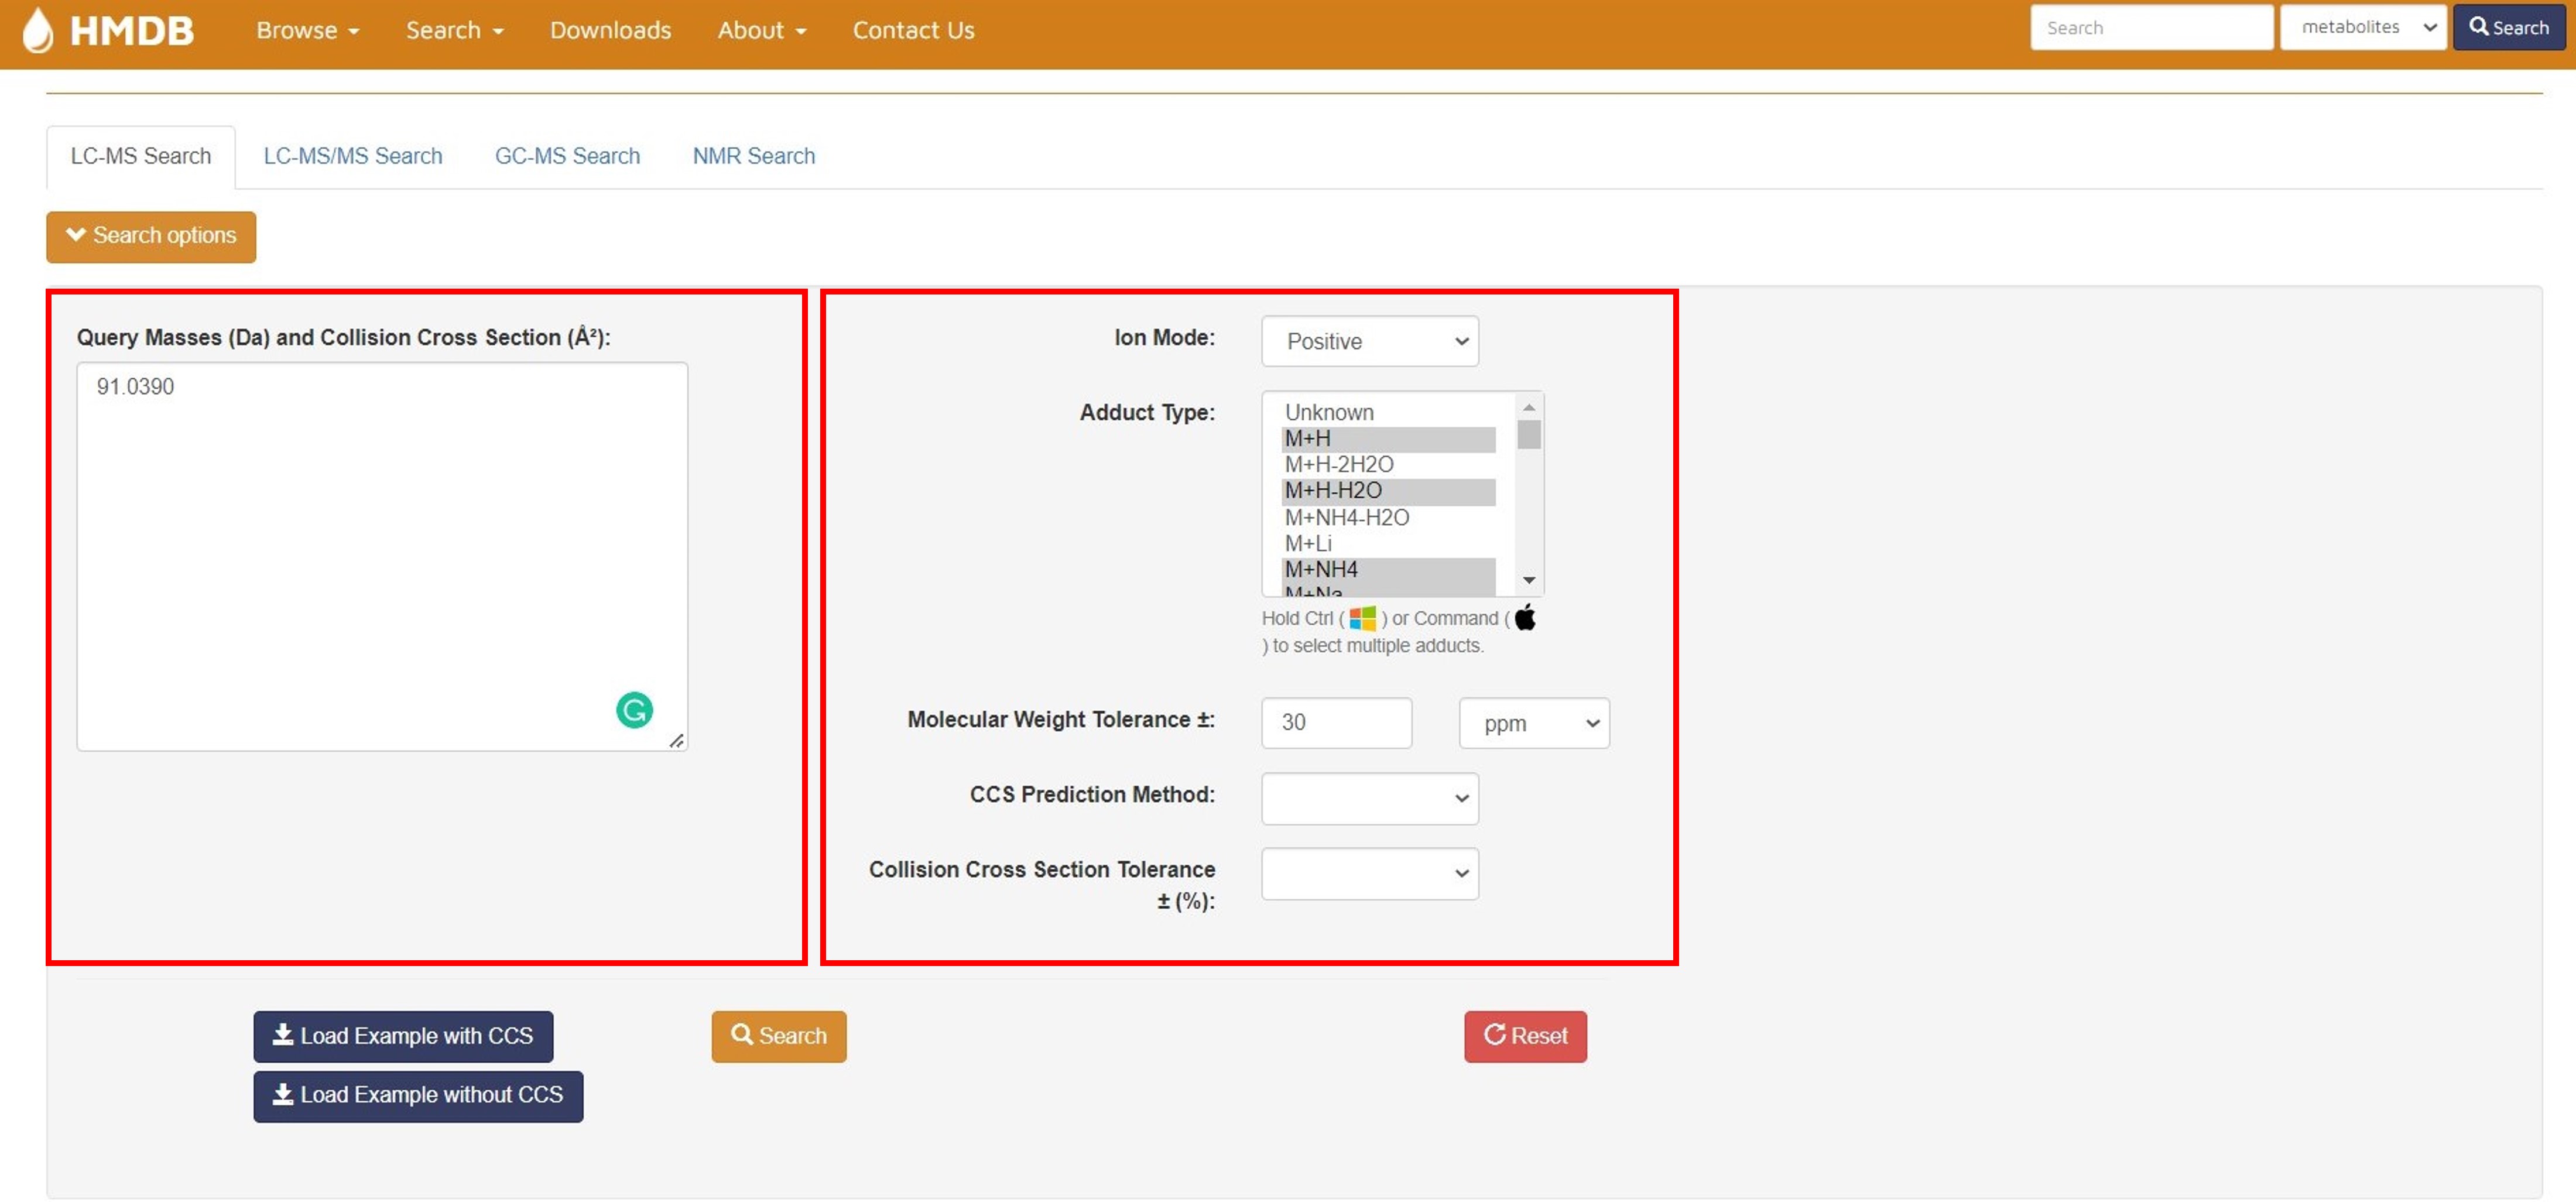 HMDB Browse Search Downloads About Contact Us Search metabolites Search
LC-MS Search LC-MS/MS Search GC-MS Search NMR Search
Search options
Query Masses (Da) and Collision Cross Section (Å²):
91.0390
Ion Mode: Positive
Adduct Type:
Unknown
M+H
M+H-2H2O
M+H-H2O
M+NH4-H2O
M+Li
M+NH4
M+Na
Hold Ctrl ( ) or Command (
) to select multiple adducts.
Molecular Weight Tolerance ±: 30 ppm
CCS Prediction Method:
Collision Cross Section Tolerance
± (%):
Load Example with CCS Search Reset
Load Example without CCS